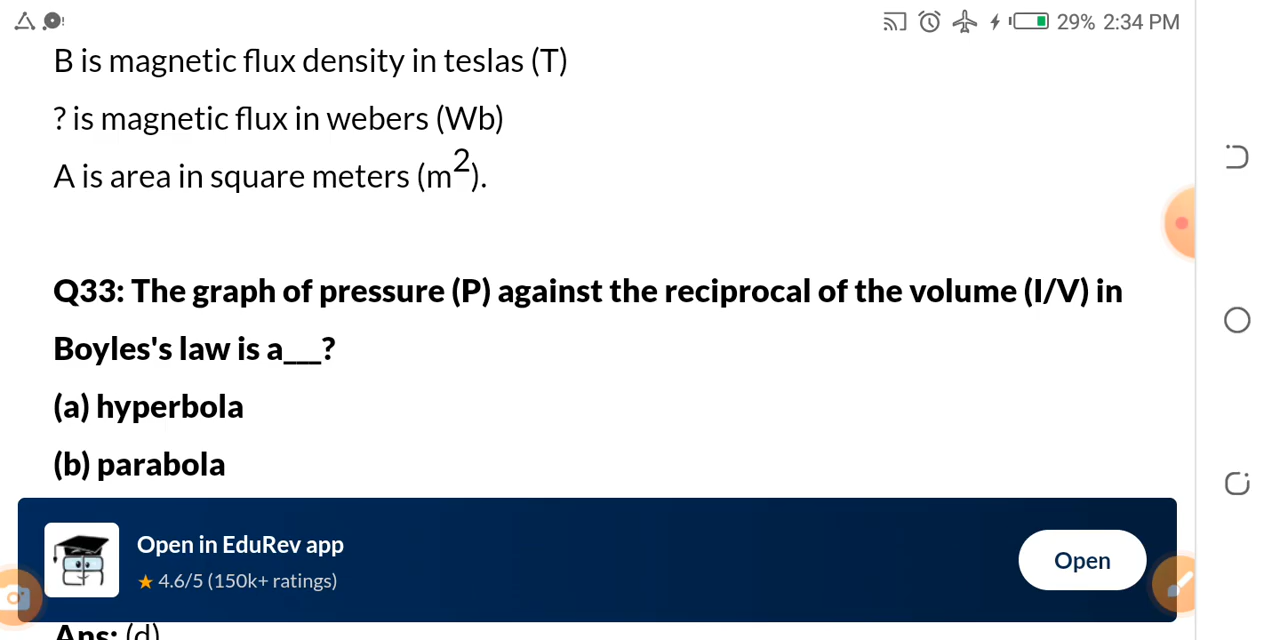 29% 2:34 PM
B is magnetic flux density in teslas (T)
? is magnetic flux in webers (Wb)
A is area in square meters (m²).
Q33: The graph of pressure (P) against the reciprocal of the volume (I/V) in
Boyles's law is a___?
(a) hyperbola
(b) parabola
Open in EduRev app
★ 4.6/5 (150k+ ratings)
Open
Ans: (d)